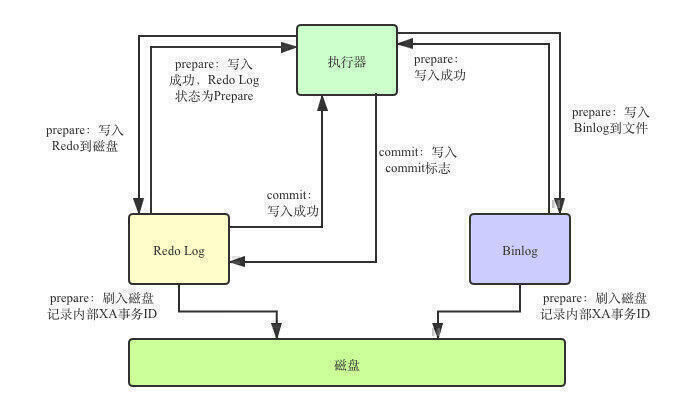 prepare：写入
成功，Redo Log
状态为Prepare
执行器
prepare：
写入成功
prepare：写入
Redo到磁盘
prepare：写入
Binlog到文件
commit：写入
commit标志
commit：
写入成功
Redo Log
Binlog
prepare：刷入磁盘
记录内部XA事务ID
prepare：刷入磁盘
记录内部XA事务ID
磁盘